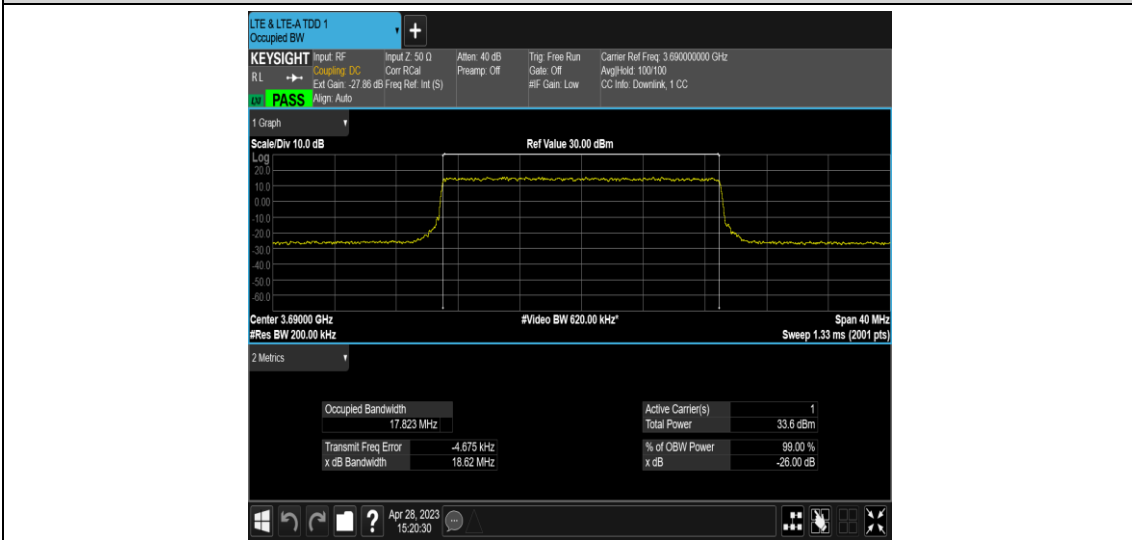 LTE & LTE-A TDD 1
Occupied BW
KEYSIGHT
R L
PASS
Input: RF
Coupling: DC
Ext Gain: -27.86 dB
Align: Auto
Input Z: 50 Ω
Corr RCal
Freq Ref: Int (S)
Atten: 40 dB
Preamp: Off
Trig: Free Run
Gate: Off
#IF Gain: Low
Carrier Ref Freq: 3.690000000 GHz
Avg|Hold: 100/100
CC Info: Downlink, 1 CC
1 Graph
Scale/Div 10.0 dB
Ref Value 30.00 dBm
Log
20.0
10.0
0.00
-10.0
-20.0
-30.0
-40.0
-50.0
-60.0
Center 3.69000 GHz
#Video BW 620.00 kHz*
Span 40 MHz
#Res BW 200.00 kHz
Sweep 1.33 ms (2001 pts)
2 Metrics
Occupied Bandwidth
17.823 MHz
Transmit Freq Error -4.675 kHz
x dB Bandwidth 18.62 MHz
Active Carrier(s) 1
Total Power 33.6 dBm
% of OBW Power 99.00 %
x dB -26.00 dB
Apr 28, 2023
15:20:30